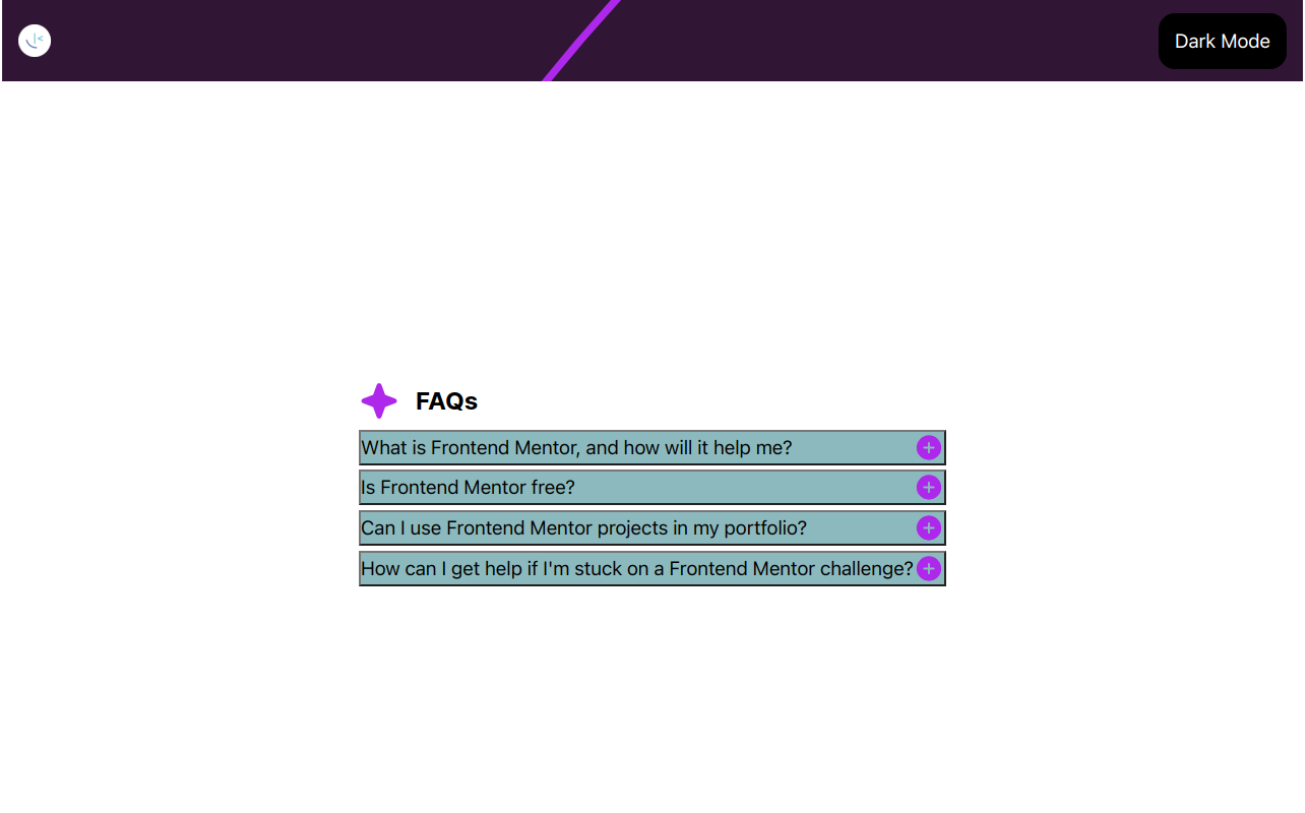 Dark Mode
FAQs
What is Frontend Mentor, and how will it help me?
Is Frontend Mentor free?
Can I use Frontend Mentor projects in my portfolio?
How can I get help if I'm stuck on a Frontend Mentor challenge?